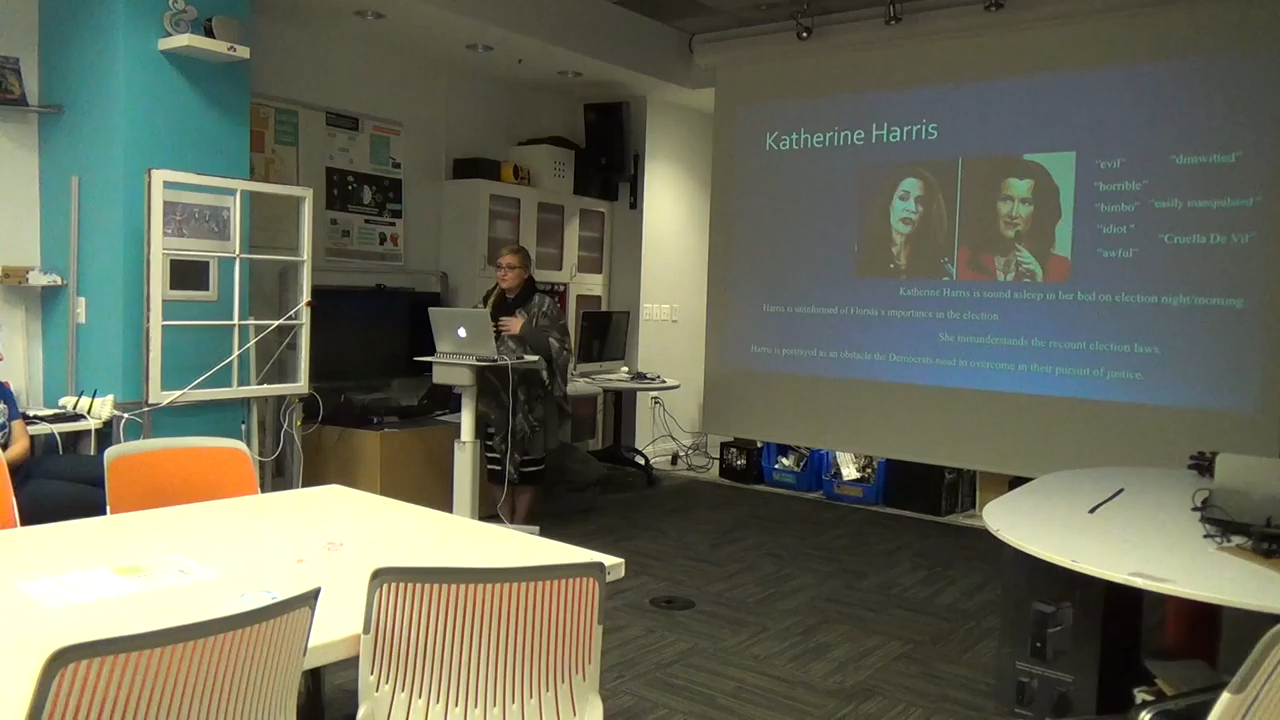 Katherine Harris
"evil" "dimwitted"
"horrible"
"bimbo" "easily manipulated"
"idiot" "Cruella De Vil"
"awful"
Katherine Harris is sound asleep in her bed on election night/morning.
Harris is uninformed of Florida's importance in the election
She misunderstands the recount election laws.
Harris is portrayed as an obstacle the Democrats need to overcome in their pursuit of justice.